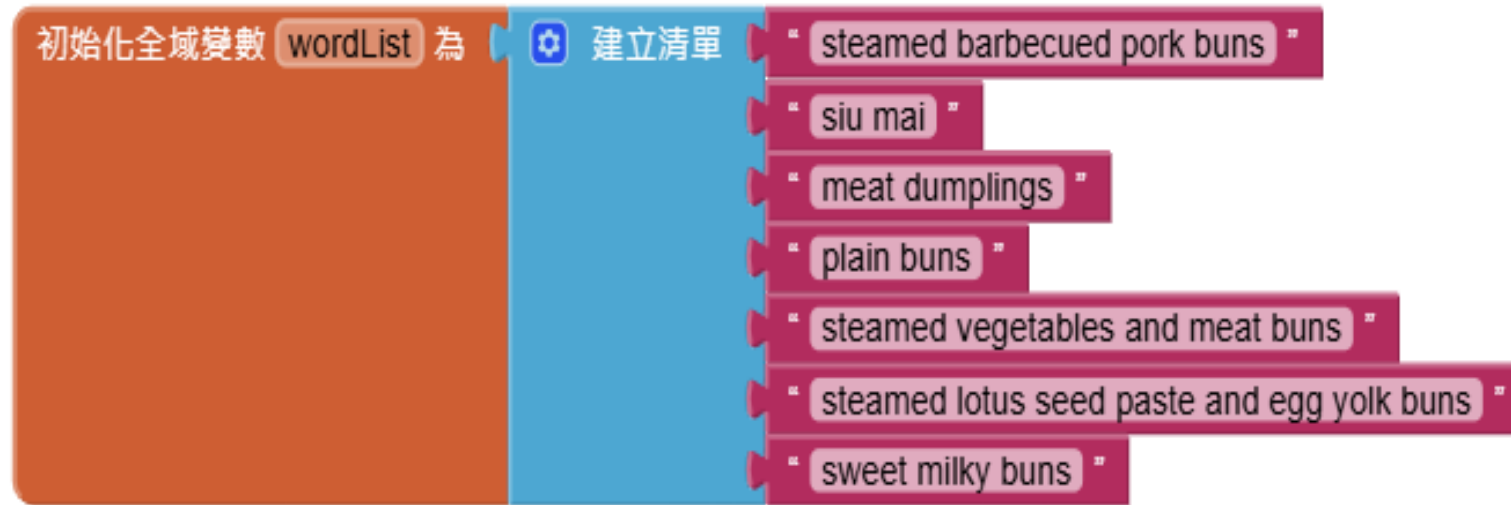 初始化全域變數 wordList 為 建立清單 “ steamed barbecued pork buns ”
“ siu mai ”
“ meat dumplings ”
“ plain buns ”
“ steamed vegetables and meat buns ”
“ steamed lotus seed paste and egg yolk buns ”
“ sweet milky buns ”